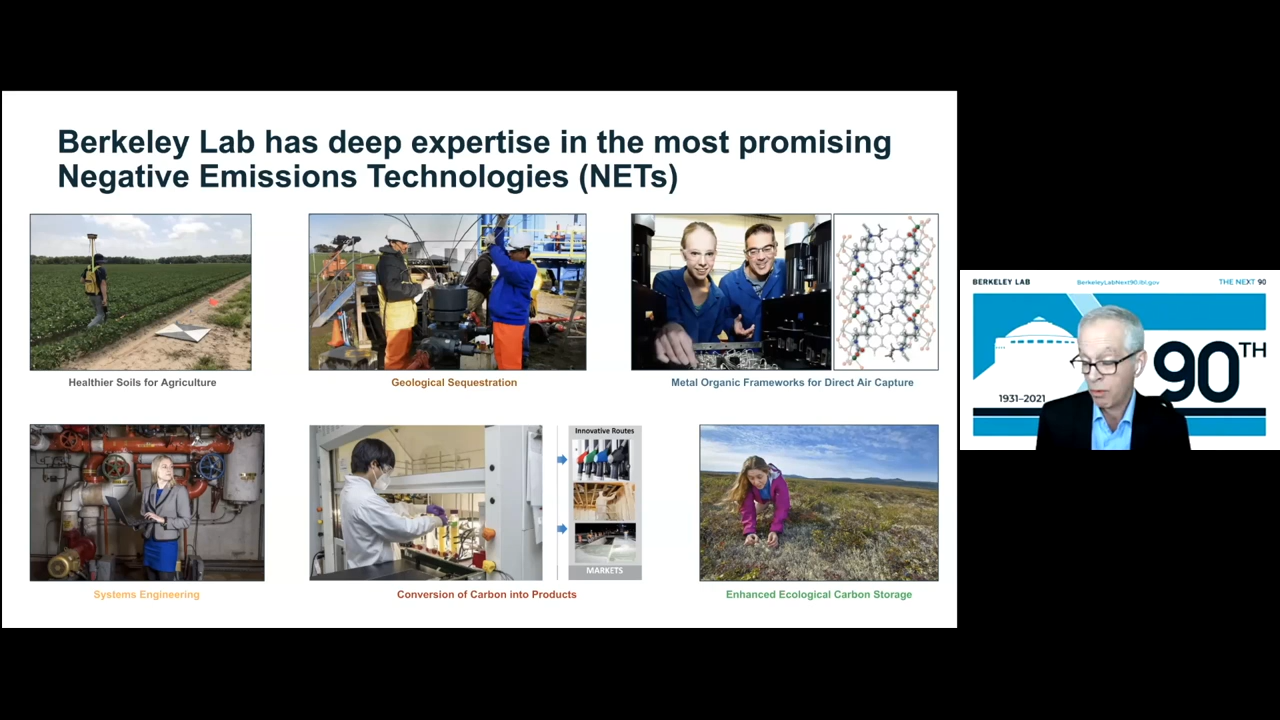 Berkeley Lab has deep expertise in the most promising
Negative Emissions Technologies (NETs)
Healthier Soils for Agriculture
Geological Sequestration
Metal Organic Frameworks for Direct Air Capture
Systems Engineering
Innovative Routes
MARKETS
Conversion of Carbon into Products
Enhanced Ecological Carbon Storage
BERKELEY LAB
BerkeleyLabNext90.lbl.gov
THE NEXT 90
90TH
1931–2021